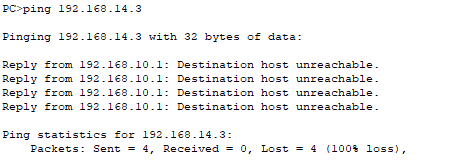 PC>ping 192.168.14.3
Pinging 192.168.14.3 with 32 bytes of data:
Reply from 192.168.10.1: Destination host unreachable.
Reply from 192.168.10.1: Destination host unreachable.
Reply from 192.168.10.1: Destination host unreachable.
Reply from 192.168.10.1: Destination host unreachable.
Ping statistics for 192.168.14.3:
Packets: Sent = 4, Received = 0, Lost = 4 (100% loss),